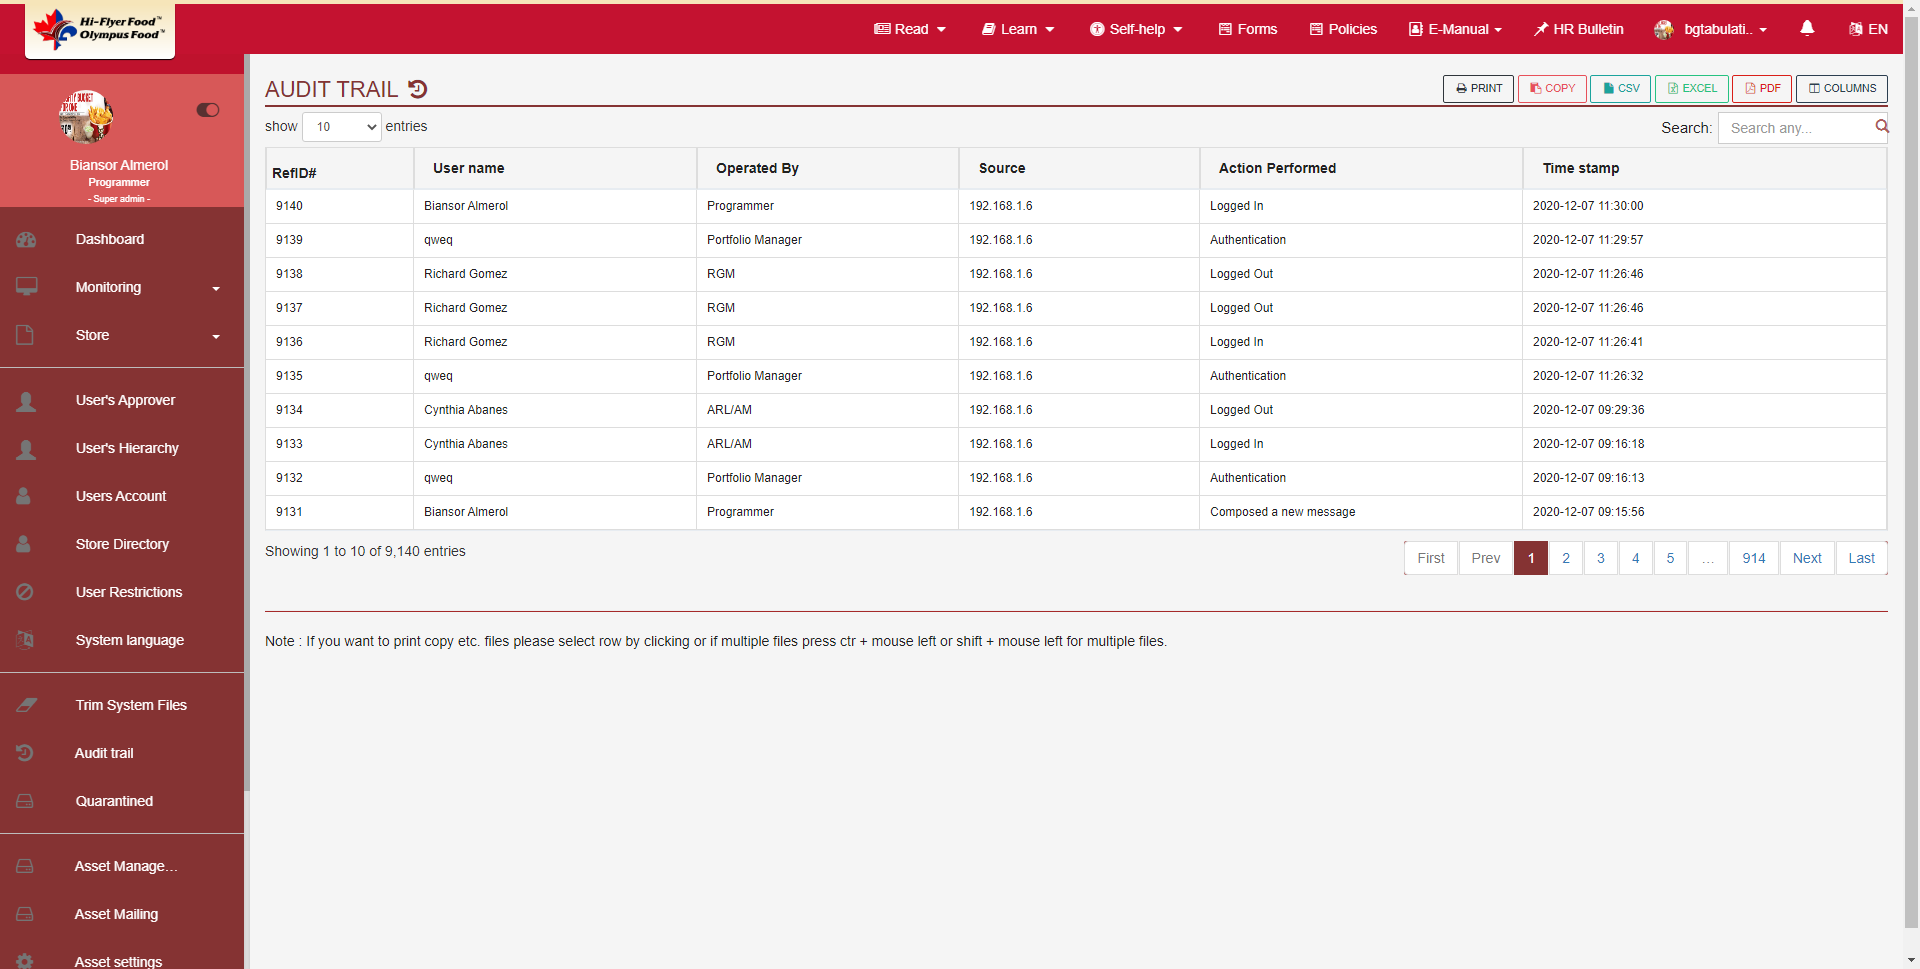 Hi-Flyer Food™
Olympus Food™
Read
Learn
Self-help
Forms
Policies
E-Manual
HR Bulletin
bgtabulati..
EN
Biansor Almerol
Programmer
- Super admin -
Dashboard
Monitoring
Store
User's Approver
User's Hierarchy
Users Account
Store Directory
User Restrictions
System language
Trim System Files
Audit trail
Quarantined
Asset Manage...
Asset Mailing
Asset settings
AUDIT TRAIL
PRINT COPY CSV EXCEL PDF COLUMNS
show 10 entries
Search: Search any...
RefID# User name Operated By Source Action Performed Time stamp
9140 Biansor Almerol Programmer 192.168.1.6 Logged In 2020-12-07 11:30:00
9139 qweq Portfolio Manager 192.168.1.6 Authentication 2020-12-07 11:29:57
9138 Richard Gomez RGM 192.168.1.6 Logged Out 2020-12-07 11:26:46
9137 Richard Gomez RGM 192.168.1.6 Logged Out 2020-12-07 11:26:46
9136 Richard Gomez RGM 192.168.1.6 Logged In 2020-12-07 11:26:41
9135 qweq Portfolio Manager 192.168.1.6 Authentication 2020-12-07 11:26:32
9134 Cynthia Abanes ARL/AM 192.168.1.6 Logged Out 2020-12-07 09:29:36
9133 Cynthia Abanes ARL/AM 192.168.1.6 Logged In 2020-12-07 09:16:18
9132 qweq Portfolio Manager 192.168.1.6 Authentication 2020-12-07 09:16:13
9131 Biansor Almerol Programmer 192.168.1.6 Composed a new message 2020-12-07 09:15:56
Showing 1 to 10 of 9,140 entries
First Prev 1 2 3 4 5 ... 914 Next Last
Note : If you want to print copy etc. files please select row by clicking or if multiple files press ctr + mouse left or shift + mouse left for multiple files.